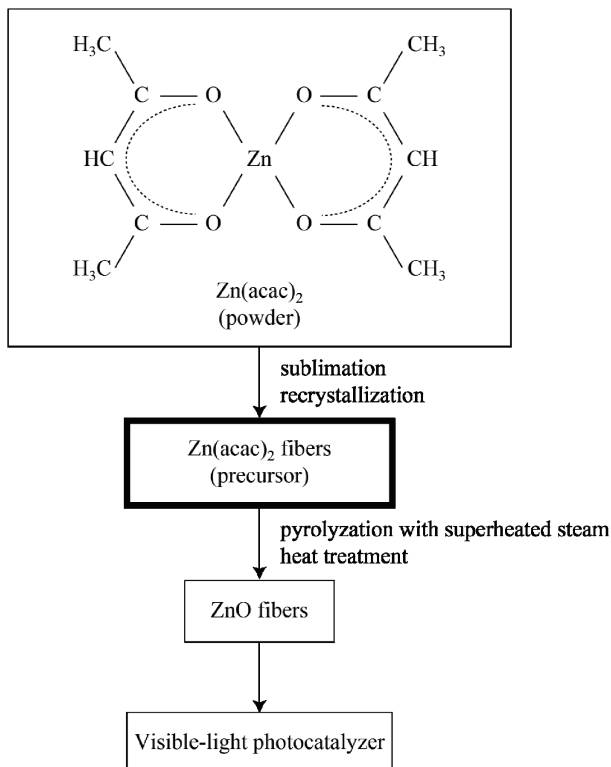 H₃C CH₃
C O O C
HC Zn CH
C O O C
H₃C CH₃
Zn(acac)₂
(powder)
sublimation
recrystallization
Zn(acac)₂ fibers
(precursor)
pyrolyzation with superheated steam
heat treatment
ZnO fibers
Visible-light photocatalyzer